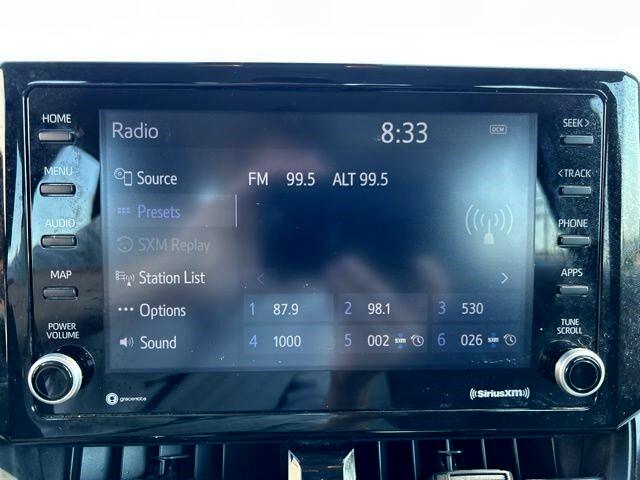 HOME
MENU
AUDIO
MAP
POWER
VOLUME
Radio
8:33
DCM
Source
FM 99.5 ALT 99.5
Presets
SXM Replay
Station List
Options
1 87.9 2 98.1 3 530
Sound
4 1000 5 002 SXM 6 026 SXM
gracenote
((SiriusXM))
SEEK >
< TRACK
PHONE
APPS
TUNE
SCROLL